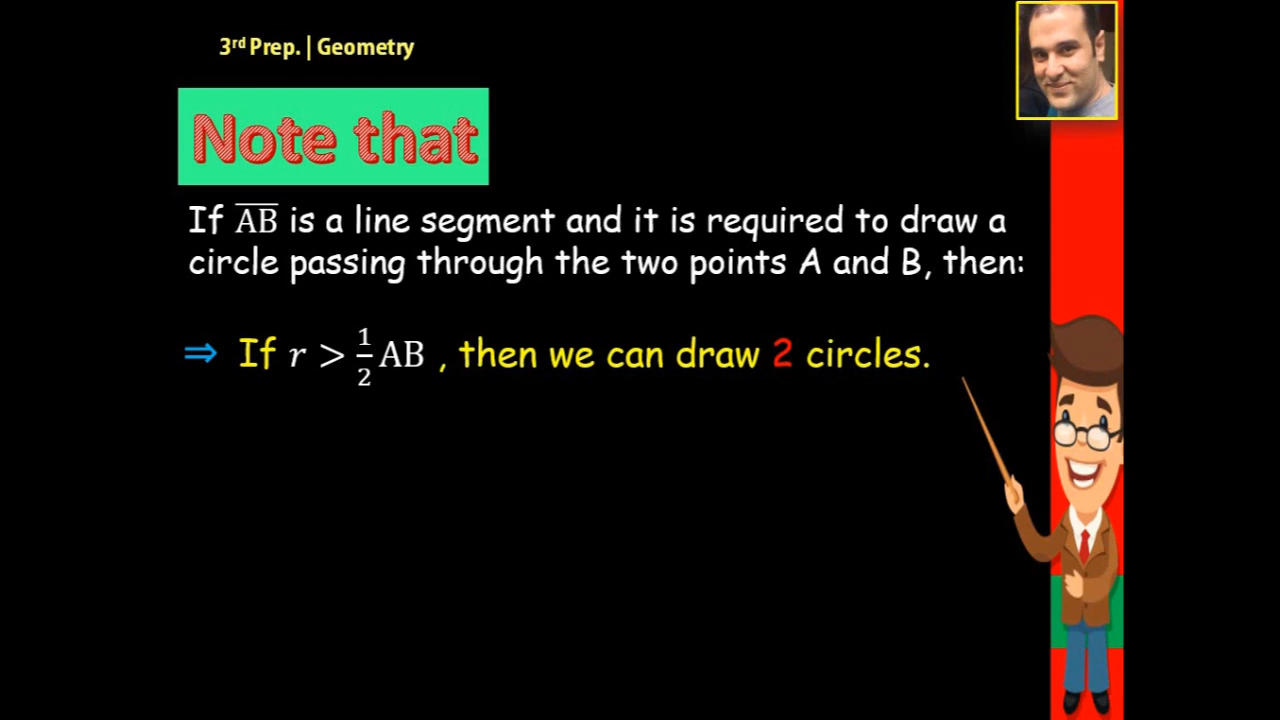 3rd Prep. | Geometry
Note that
If A̅B̅ is a line segment and it is required to draw a
circle passing through the two points A and B, then:
⇒ If r > ½ AB , then we can draw 2 circles.